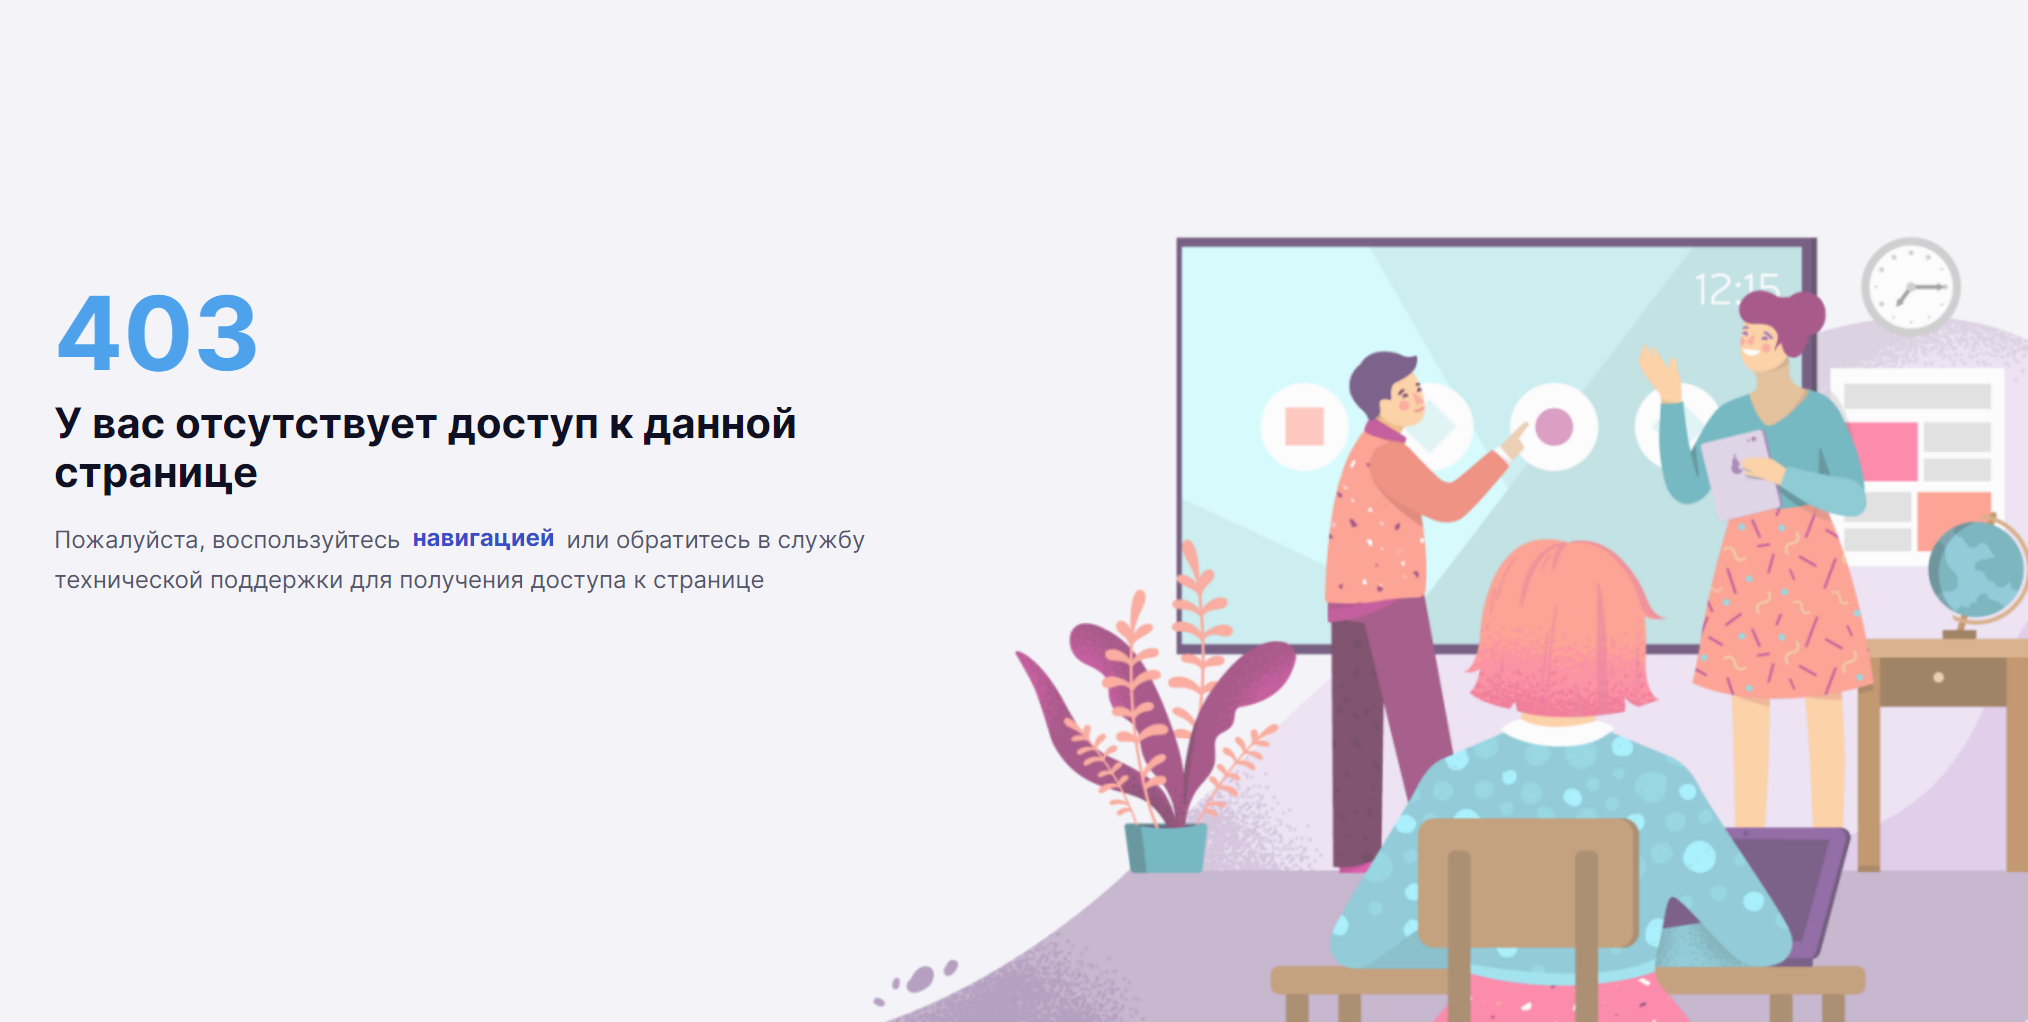 403
У вас отсутствует доступ к данной
странице
Пожалуйста, воспользуйтесь навигацией или обратитесь в службу
технической поддержки для получения доступа к странице
12:15